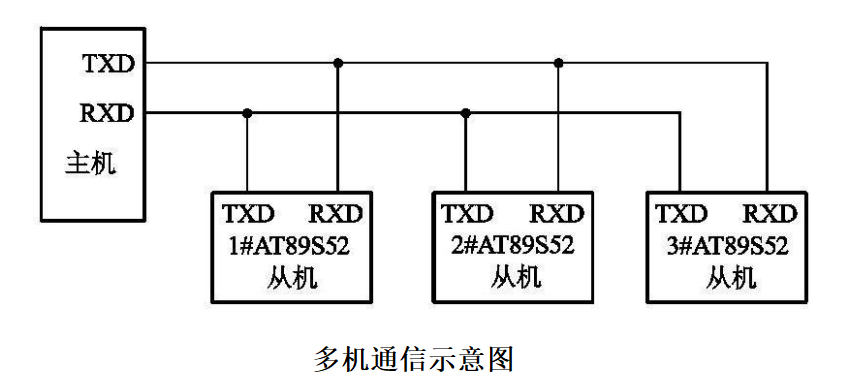 TXD
RXD
主机
TXD RXD
1#AT89S52
从机
TXD RXD
2#AT89S52
从机
TXD RXD
3#AT89S52
从机
多机通信示意图